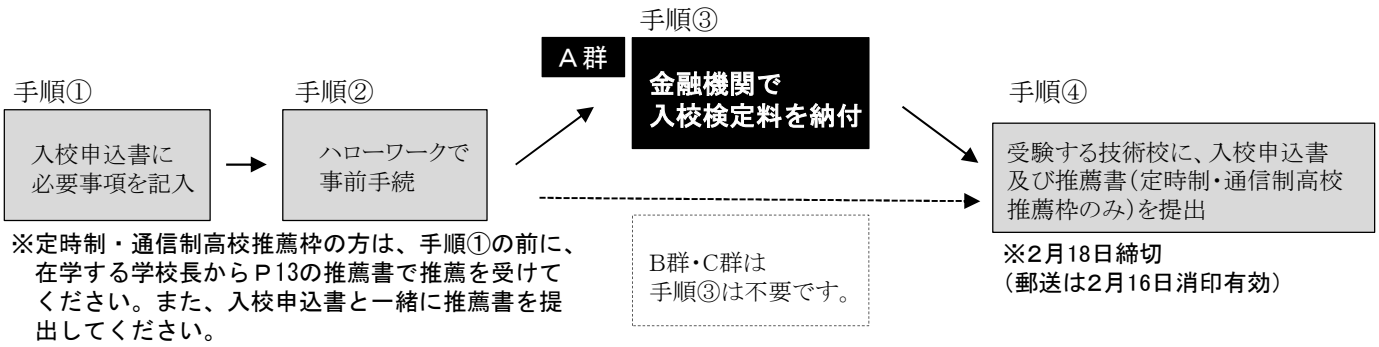 手順①
入校申込書に
必要事項を記入
手順②
ハローワークで
事前手続
A群
手順③
金融機関で
入校検定料を納付
手順④
受験する技術校に、入校申込書
及び推薦書(定時制・通信制高校
推薦枠のみ)を提出
※定時制・通信制高校推薦枠の方は、手順①の前に、
在学する学校長からP13の推薦書で推薦を受けて
ください。また、入校申込書と一緒に推薦書を提
出してください。
B群・C群は
手順③は不要です。
※2月18日締切
(郵送は2月16日消印有効)